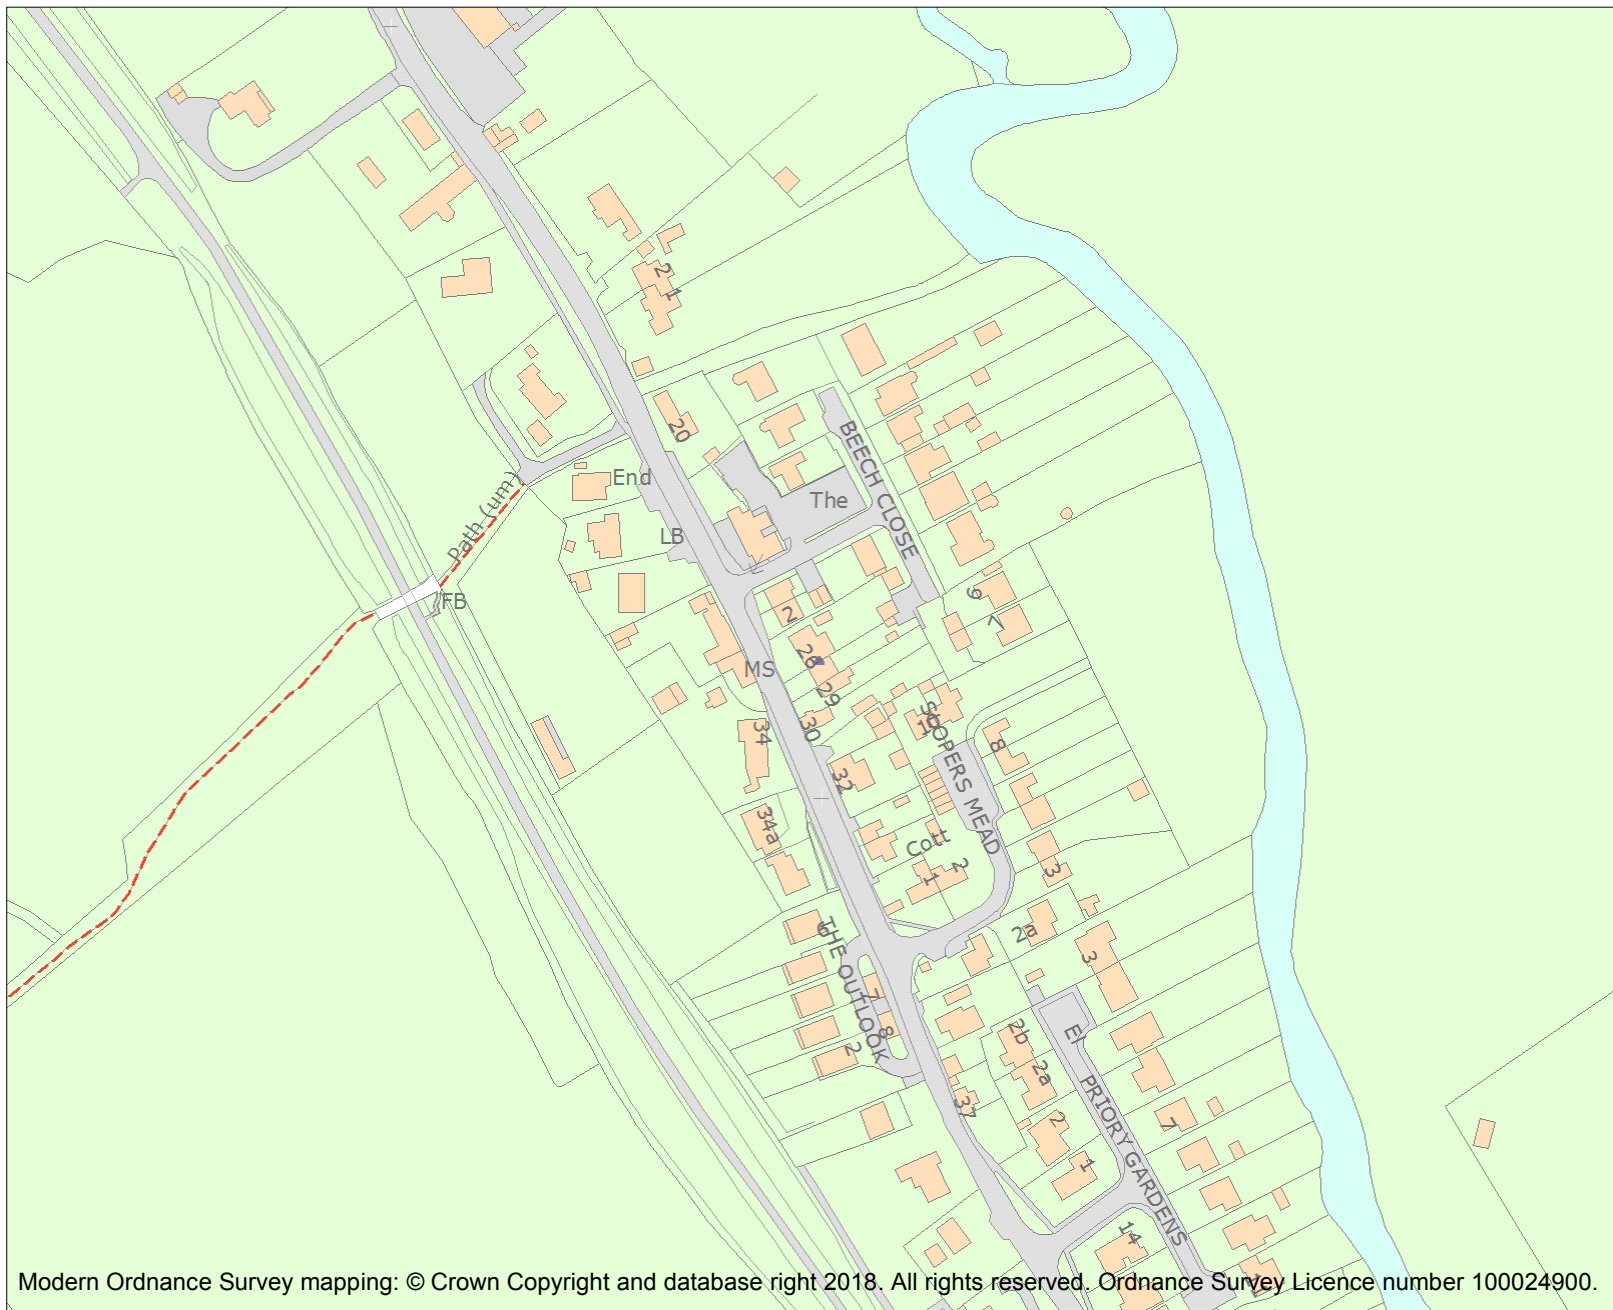 2
1
20
End
Path (um)
The
BEECH CLOSE
LB
FB
6
7
2
MS
28
29
30
34
32
SOPERS MEAD
8
34a
Cott
1
2
3
6
THE OUTLOOK
2a
3
7
8
2
2b
2a
El
37
2
1
7
PRIORY GARDENS
14
Modern Ordnance Survey mapping: © Crown Copyright and database right 2018. All rights reserved. Ordnance Survey Licence number 100024900.